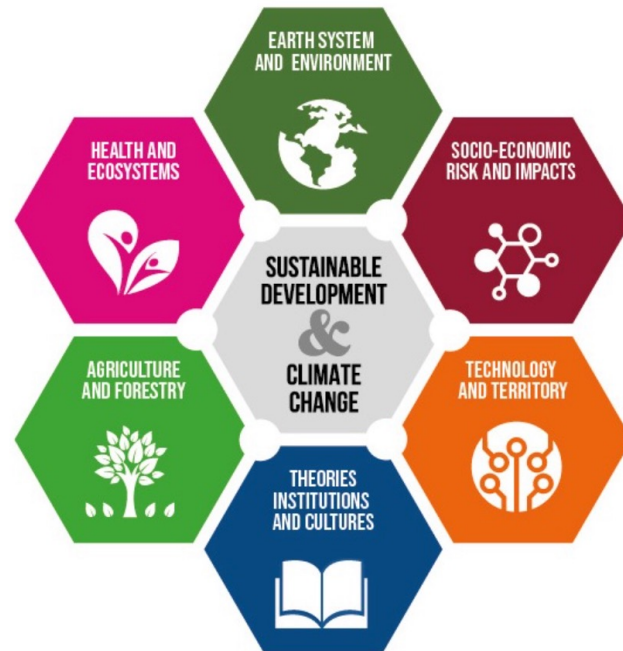 EARTH SYSTEM
AND ENVIRONMENT
HEALTH AND
ECOSYSTEMS
SOCIO-ECONOMIC
RISK AND IMPACTS
SUSTAINABLE
DEVELOPMENT
&
CLIMATE
CHANGE
AGRICULTURE
AND FORESTRY
TECHNOLOGY
AND TERRITORY
THEORIES
INSTITUTIONS
AND CULTURES